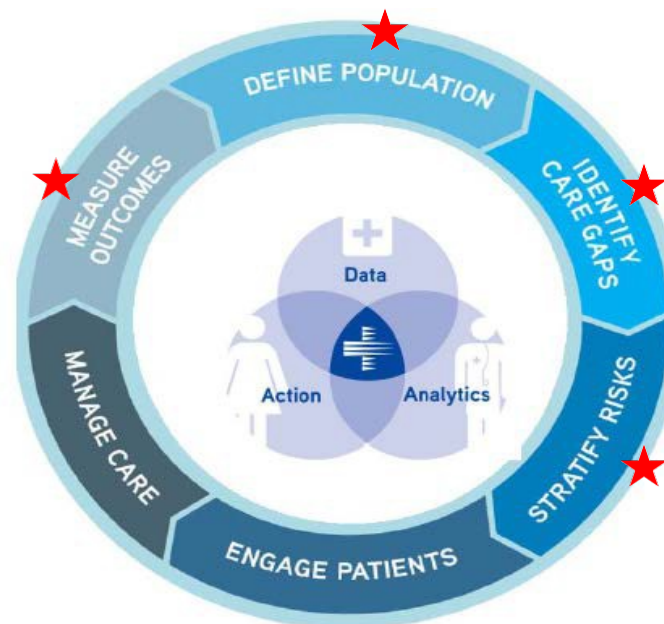 DEFINE POPULATION
IDENTIFY
CARE GAPS
STRATIFY RISKS
ENGAGE PATIENTS
MANAGE CARE
MEASURE
OUTCOMES
Data
Action
Analytics